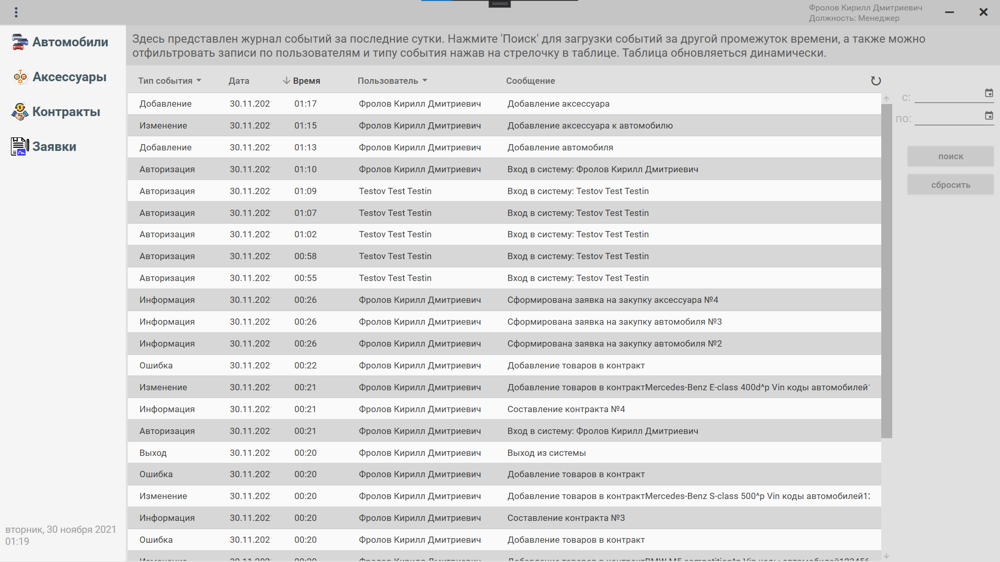 Фролов Кирилл Дмитриевич
Должность: Менеджер
Автомобили
Аксессуары
Контракты
Заявки
вторник, 30 ноября 2021
01:19
Здесь представлен журнал событий за последние сутки. Нажмите 'Поиск' для загрузки событий за другой промежуток времени, а также можно
отфильтровать записи по пользователям и типу события нажав на стрелочку в таблице. Таблица обновляеться динамически.
Тип события Дата Время Пользователь Сообщение
Добавление 30.11.202 01:17 Фролов Кирилл Дмитриевич Добавление аксессуара
Изменение 30.11.202 01:15 Фролов Кирилл Дмитриевич Добавление аксессуара к автомобилю
Добавление 30.11.202 01:13 Фролов Кирилл Дмитриевич Добавление автомобиля
Авторизация 30.11.202 01:10 Фролов Кирилл Дмитриевич Вход в систему: Фролов Кирилл Дмитриевич
Авторизация 30.11.202 01:09 Testov Test Testin Вход в систему: Testov Test Testin
Авторизация 30.11.202 01:07 Testov Test Testin Вход в систему: Testov Test Testin
Авторизация 30.11.202 01:02 Testov Test Testin Вход в систему: Testov Test Testin
Авторизация 30.11.202 00:58 Testov Test Testin Вход в систему: Testov Test Testin
Авторизация 30.11.202 00:55 Testov Test Testin Вход в систему: Testov Test Testin
Информация 30.11.202 00:26 Фролов Кирилл Дмитриевич Сформирована заявка на закупку аксессуара №4
Информация 30.11.202 00:26 Фролов Кирилл Дмитриевич Сформирована заявка на закупку автомобиля №3
Информация 30.11.202 00:26 Фролов Кирилл Дмитриевич Сформирована заявка на закупку автомобиля №2
Ошибка 30.11.202 00:22 Фролов Кирилл Дмитриевич Добавление товаров в контракт
Изменение 30.11.202 00:21 Фролов Кирилл Дмитриевич Добавление товаров в контрактMercedes-Benz E-class 400d^p Vin коды автомобилей
Информация 30.11.202 00:21 Фролов Кирилл Дмитриевич Составление контракта №4
Авторизация 30.11.202 00:21 Фролов Кирилл Дмитриевич Вход в систему: Фролов Кирилл Дмитриевич
Выход 30.11.202 00:20 Фролов Кирилл Дмитриевич Выход из системы
Ошибка 30.11.202 00:20 Фролов Кирилл Дмитриевич Добавление товаров в контракт
Изменение 30.11.202 00:20 Фролов Кирилл Дмитриевич Добавление товаров в контрактMercedes-Benz S-class 500^p Vin коды автомобилей12
Информация 30.11.202 00:20 Фролов Кирилл Дмитриевич Составление контракта №3
Ошибка 30.11.202 00:20 Фролов Кирилл Дмитриевич Добавление товаров в контракт
с:
по:
поиск
сбросить